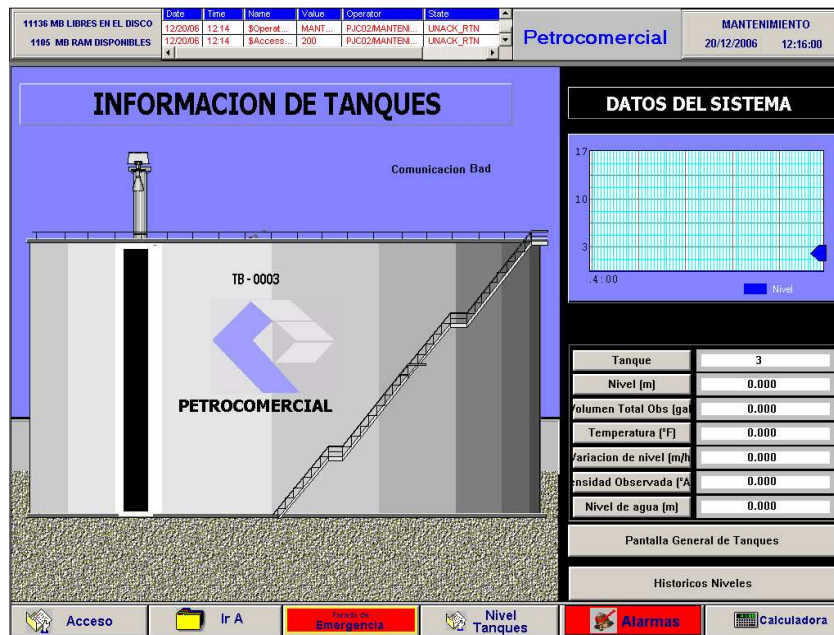 11136 MB LIBRES EN EL DISCO
1105 MB RAM DISPONIBLES
Date Time Name Value Operator State
12/20/06 12:14 $Operat... MANT... PJC02/MANTENI... UNACK_RTN
12/20/06 12:14 $Access... 200 PJC02/MANTENI... UNACK_RTN
Petrocomercial
MANTENIMIENTO
20/12/2006 12:16:00
INFORMACION DE TANQUES
Comunicacion Bad
TB - 0003
PETROCOMERCIAL
DATOS DEL SISTEMA
17
10
3
.4:00
Nivel
Tanque 3
Nivel (m) 0.000
Volumen Total Obs (gal 0.000
Temperatura (°F) 0.000
Variacion de nivel (m/h 0.000
ensidad Observada (°A 0.000
Nivel de agua (m) 0.000
Pantalla General de Tanques
Historicos Niveles
Acceso
Ir A
Parada de
Emergencia
Nivel
Tanques
Alarmas
Calculadora